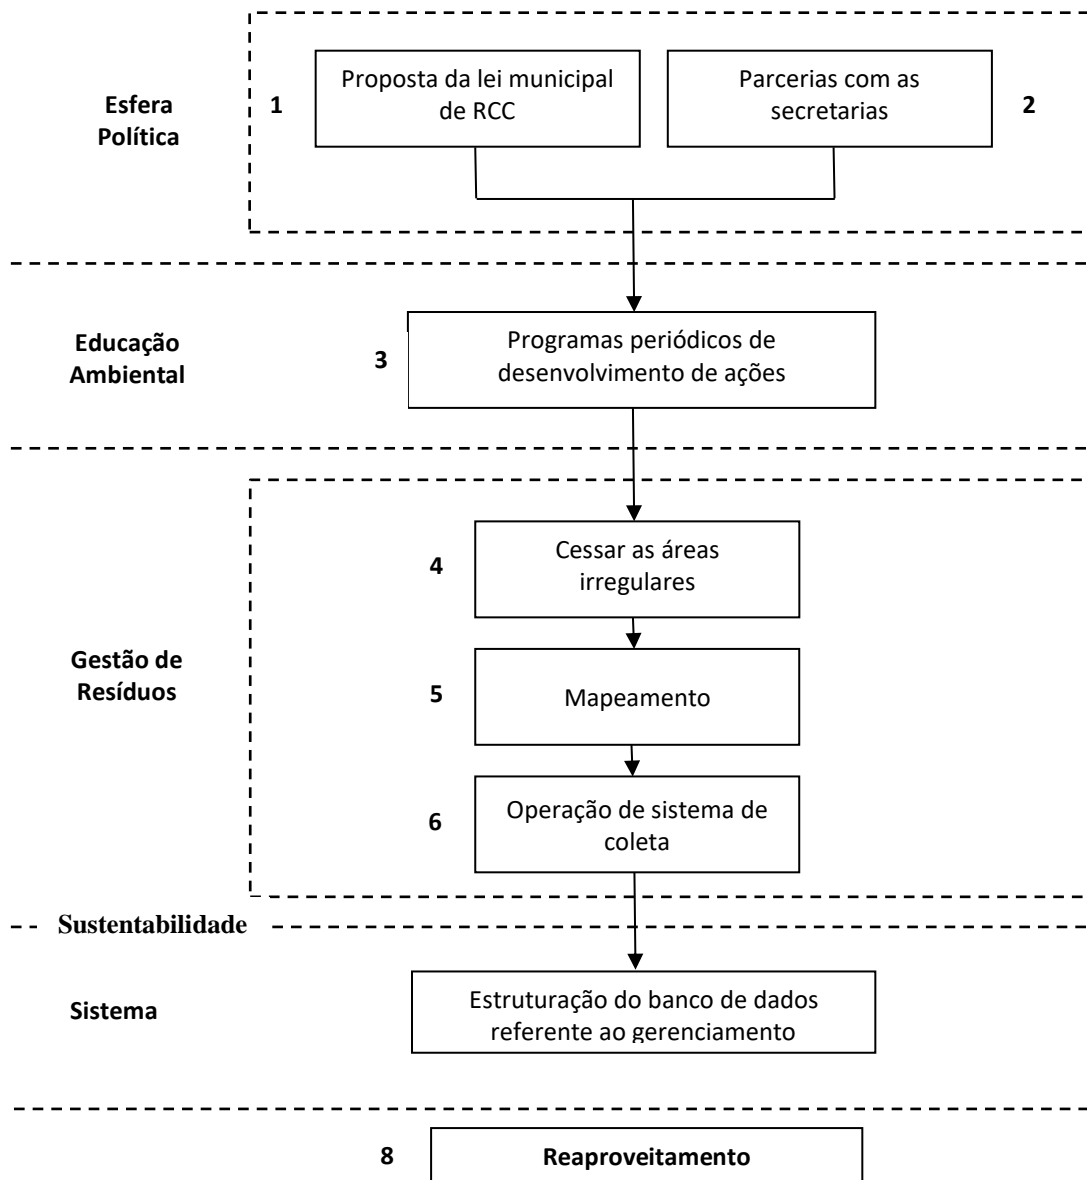 Esfera
Política
1
Proposta da lei municipal
de RCC
Parcerias com as
secretarias
2
Educação
Ambiental
3
Programas periódicos de
desenvolvimento de ações
Gestão de
Resíduos
4
Cessar as áreas
irregulares
5
Mapeamento
6
Operação de sistema de
coleta
Sustentabilidade
Sistema
Estruturação do banco de dados
referente ao gerenciamento
8
Reaproveitamento